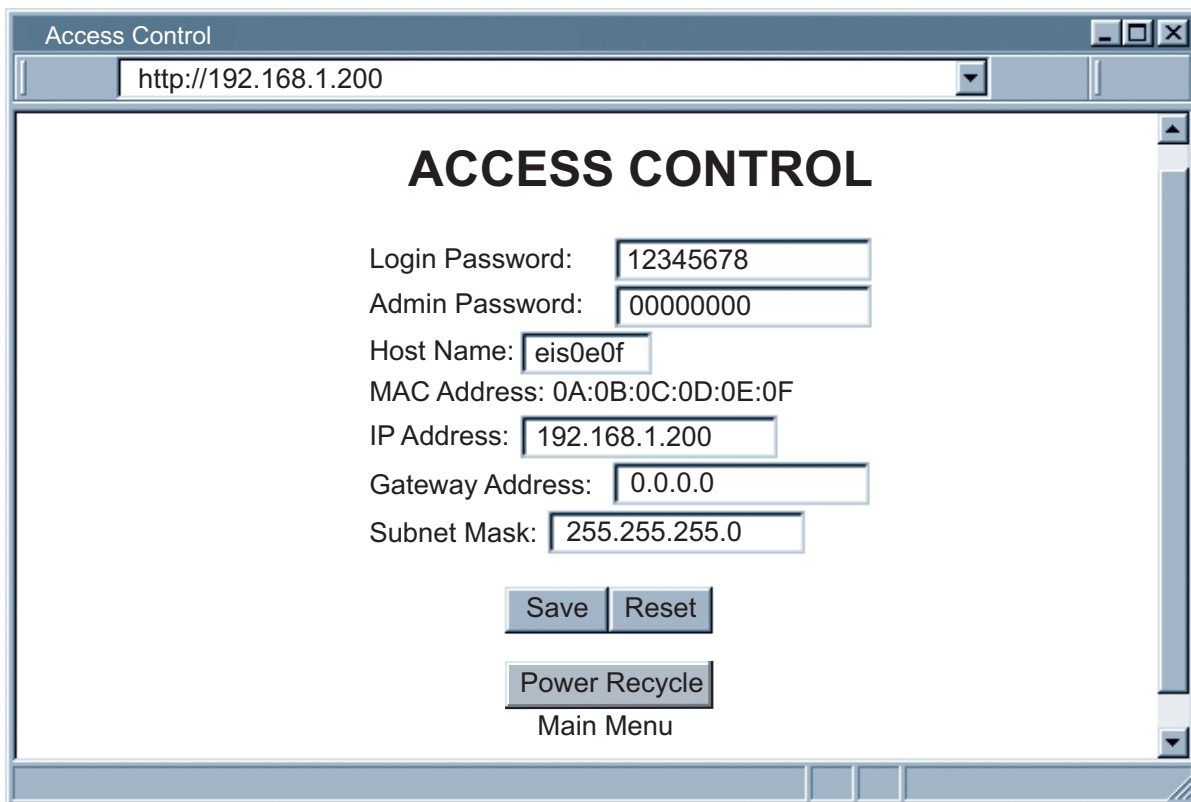 Access Control
http://192.168.1.200
ACCESS CONTROL
Login Password: 12345678
Admin Password: 00000000
Host Name: eis0e0f
MAC Address: 0A:0B:0C:0D:0E:0F
IP Address: 192.168.1.200
Gateway Address: 0.0.0.0
Subnet Mask: 255.255.255.0
Save Reset
Power Recycle
Main Menu